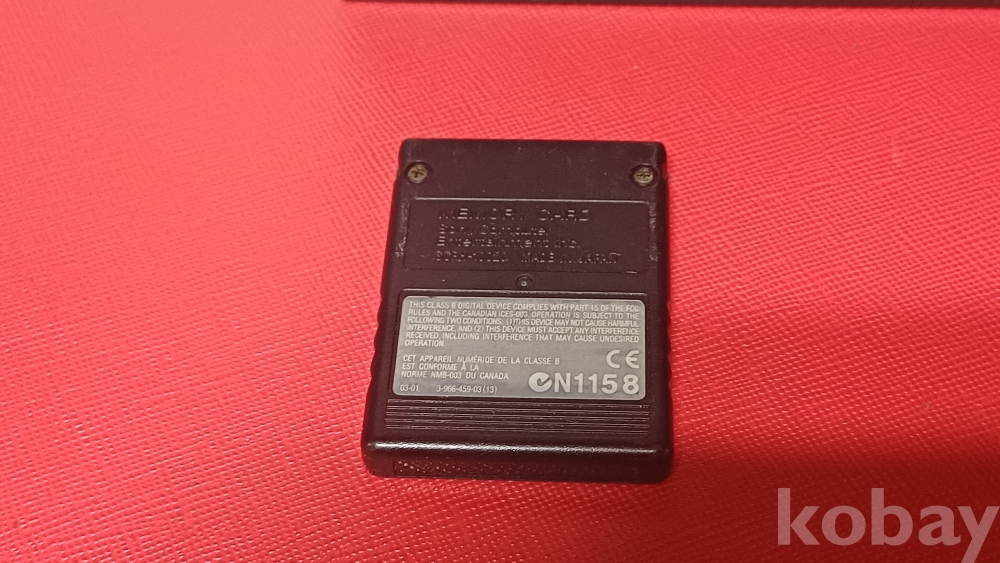 MEMORY CARD
Sony Computer
Entertainment Inc.
MADE IN JAPAN
THIS CLASS B DIGITAL DEVICE COMPLIES WITH PART 15 OF THE FCC
RULES AND THE CANADIAN ICES-003. OPERATION IS SUBJECT TO THE
FOLLOWING TWO CONDITIONS. (1)THIS DEVICE MAY NOT CAUSE HARMFUL
INTERFERENCE, AND (2) THIS DEVICE MUST ACCEPT ANY INTERFERENCE
RECEIVED, INCLUDING INTERFERENCE THAT MAY CAUSE UNDESIRED
OPERATION.
CET APPAREIL NUMÉRIQE DE LA CLASSE B
EST CONFORME À LA
NORME NMB-003 DU CANADA.
CE
N1158
03-01 3-966-459-03(13)
kobay